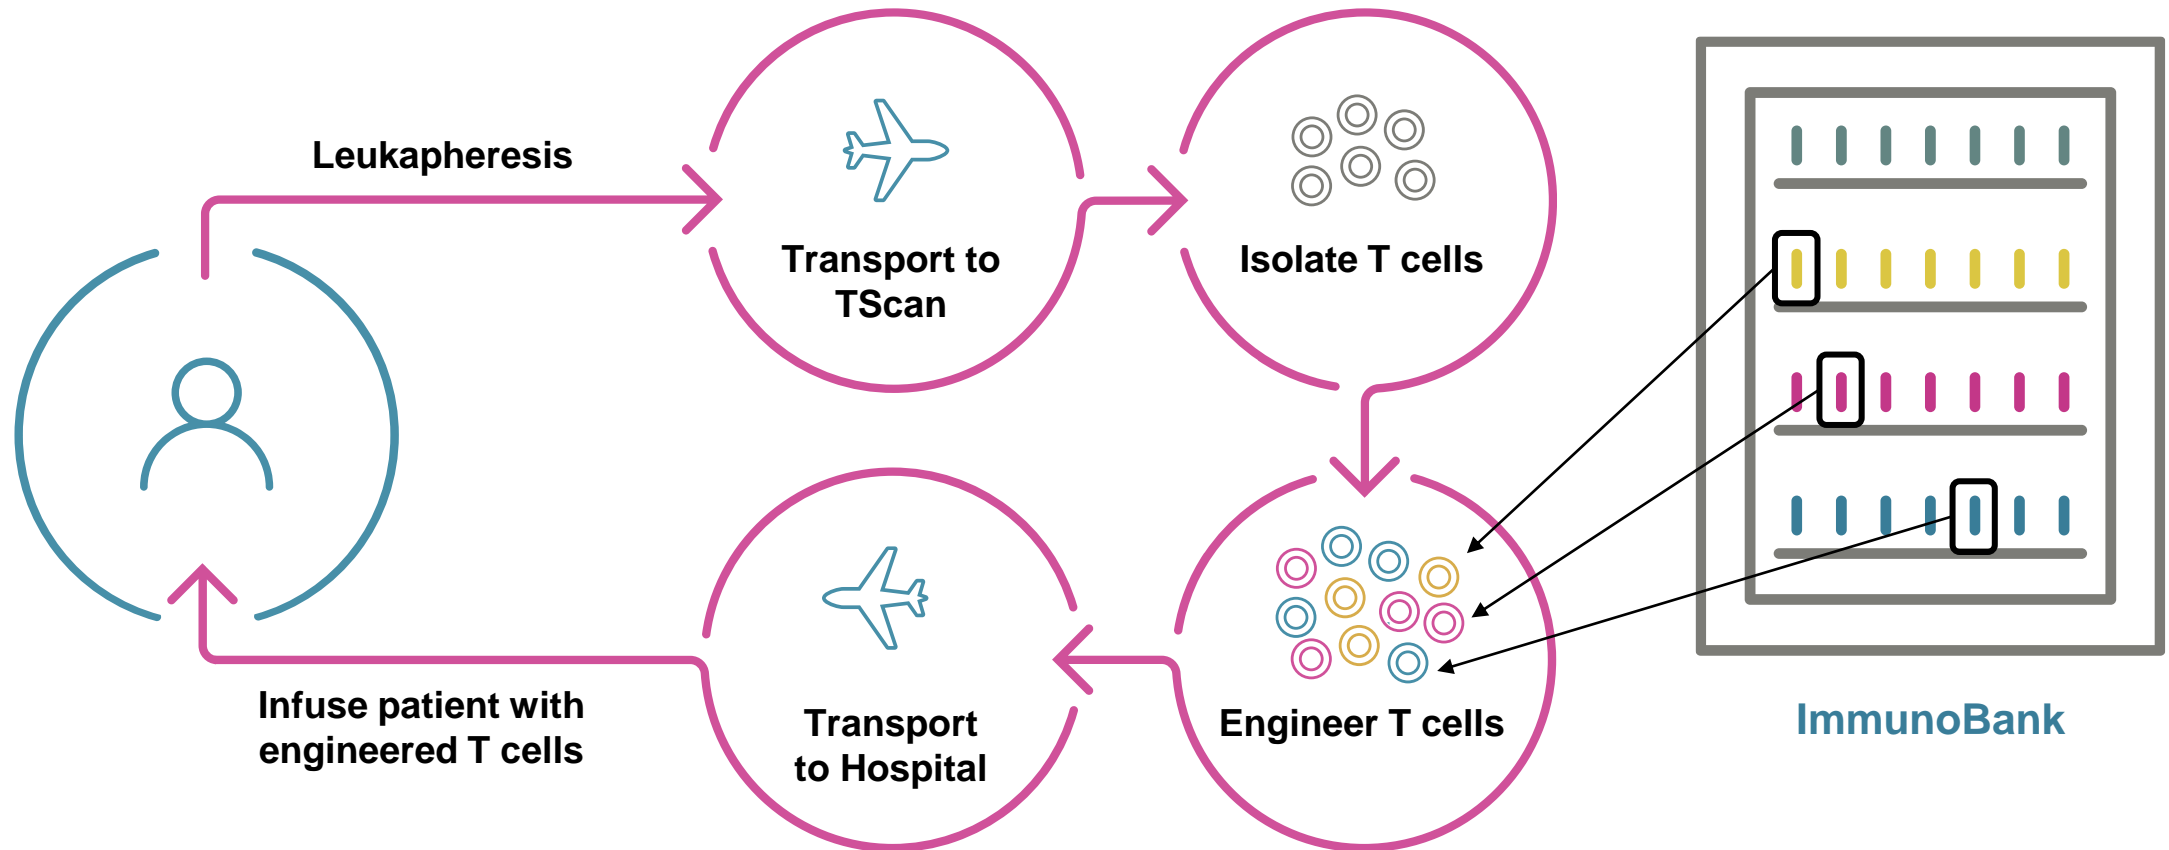 Leukapheresis
Transport to
TScan
Isolate T cells
Engineer T cells
ImmunoBank
Transport
to Hospital
Infuse patient with
engineered T cells